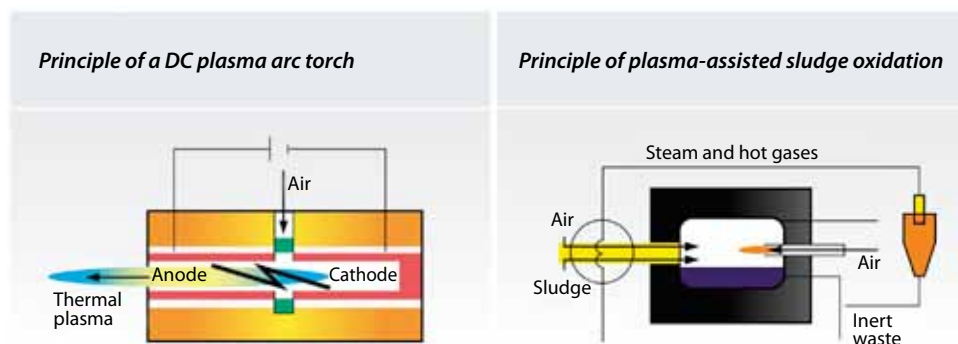 Principle of a DC plasma arc torch
Air
Anode
Cathode
Thermal
plasma
Principle of plasma-assisted sludge oxidation
Steam and hot gases
Air
Sludge
Air
Inert
waste